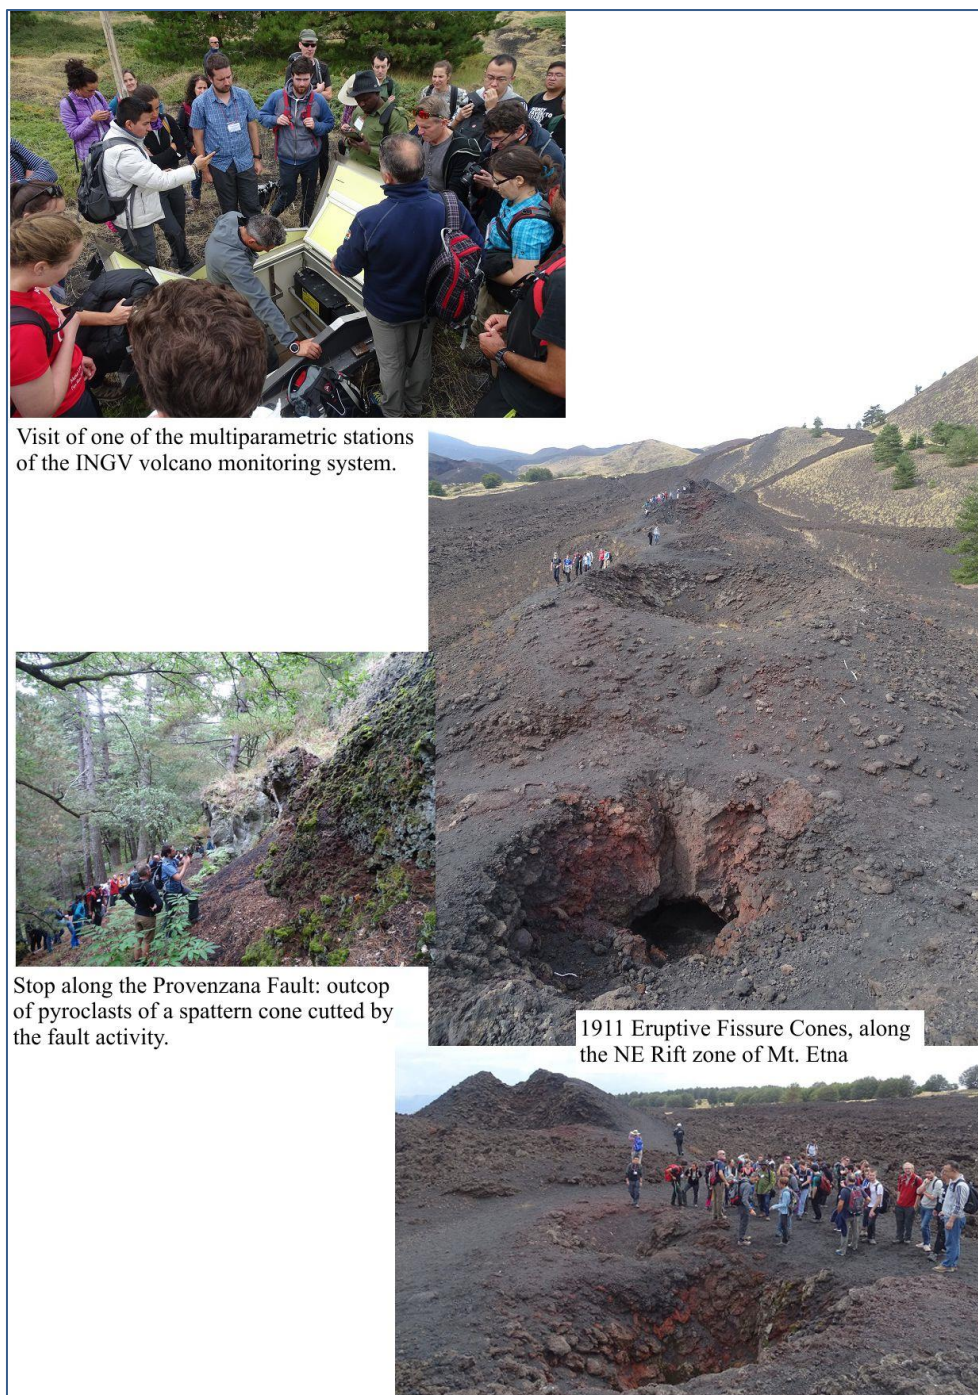 Visit of one of the multiparametric stations
of the INGV volcano monitoring system.
Stop along the Provenzana Fault: outcop
of pyroclasts of a spattern cone cutted by
the fault activity.
1911 Eruptive Fissure Cones, along
the NE Rift zone of Mt. Etna